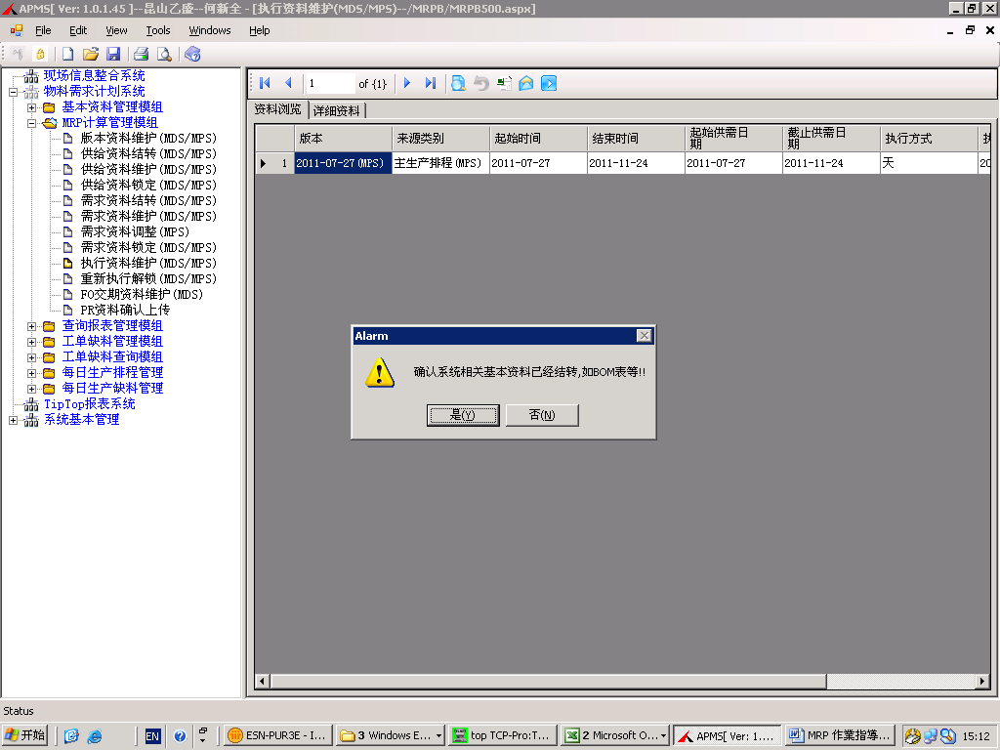 APMS[ Ver: 1.0.1.45 ]--昆山乙盛--何新全 - [执行资料维护(MDS/MPS)--/MRPB/MRPB500.aspx]
File Edit View Tools Windows Help
现场信息整合系统
物料需求计划系统
基本资料管理模组
MRP计算管理模组
版本资料维护(MDS/MPS)
供给资料结转(MDS/MPS)
供给资料维护(MDS/MPS)
供给资料锁定(MDS/MPS)
需求资料结转(MDS/MPS)
需求资料维护(MDS/MPS)
需求资料调整(MPS)
需求资料锁定(MDS/MPS)
执行资料维护(MDS/MPS)
重新执行解锁(MDS/MPS)
FO交期资料维护(MDS)
PR资料确认上传
查询报表管理模组
工单缺料管理模组
工单缺料查询模组
每日生产排程管理
每日生产缺料管理
TipTop报表系统
系统基本管理
1 of {1}
资料浏览 详细资料
版本 来源类别 起始时间 结束时间 起始供需日期 截止供需日期 执行方式
1 2011-07-27(MPS) 主生产排程(MPS) 2011-07-27 2011-11-24 2011-07-27 2011-11-24 天 20
Alarm
确认系统相关基本资料已经结转,如BOM表等!!
是(Y) 否(N)
Status
开始 EN ? ESN-PUR3E - I... 3 Windows E... top TCP-Pro:T... 2 Microsoft O... APMS[ Ver: 1.... MRP 作業指導... 15:12